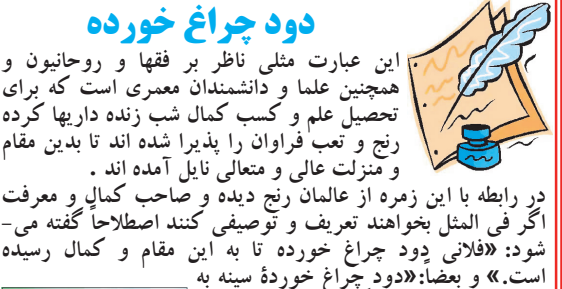 دود چراغ خورده
این عبارت مثلی ناظر بر فقها و روحانیون و
همچنین علما و دانشمندان معمری است که برای
تحصیل علم و کسب کمال شب زنده داریها کرده
رنج و تعب فراوان را پذیرا شده اند تا بدین مقام
و منزلت عالی و متعالی نایل آمده اند .
در رابطه با این زمره از عالمان رنج دیده و صاحب کمال و معرفت
اگر فی المثل بخواهند تعریف و توصیفی کنند اصطلاحاً گفته می-
شود: «فلانی دود چراغ خورده تا به این مقام و کمال رسیده
است.» و بعضاً:«دود چراغ خوردهٔ سینه به